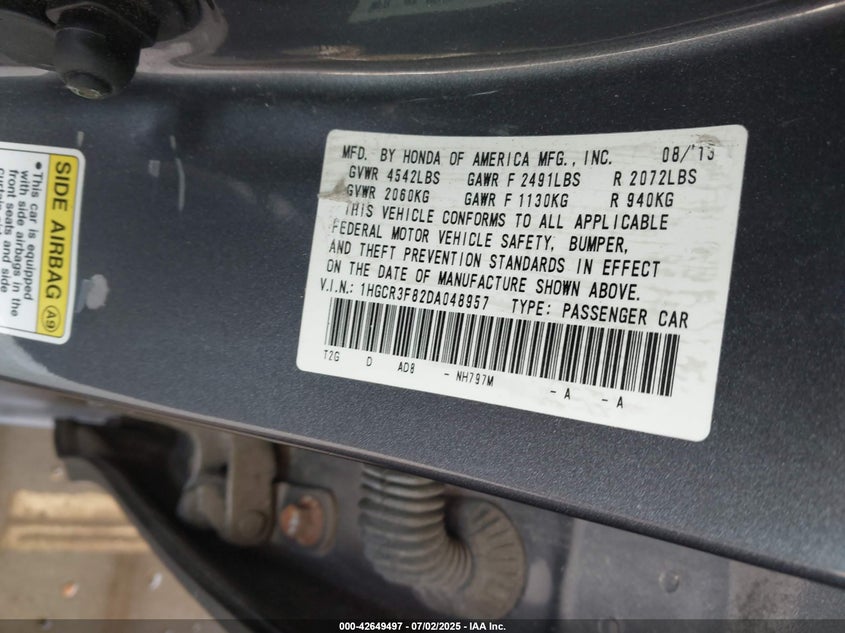 MFD. BY HONDA OF AMERICA MFG., INC. 08/'13
GVWR 4542LBS GAWR F 2491LBS R 2072LBS
GVWR 2060KG GAWR F 1130KG R 940KG
THIS VEHICLE CONFORMS TO ALL APPLICABLE
FEDERAL MOTOR VEHICLE SAFETY, BUMPER,
AND THEFT PREVENTION STANDARDS IN EFFECT
ON THE DATE OF MANUFACTURE SHOWN ABOVE.
V.I.N.: 1HGCR3F82DA048957 TYPE: PASSENGER CAR
T2G D AD8 - NH797M - A - A
SIDE AIRBAG A9
• This car is equipped
with side airbags in the
front seats and side
000-42649497 - 07/02/2025 - IAA Inc.